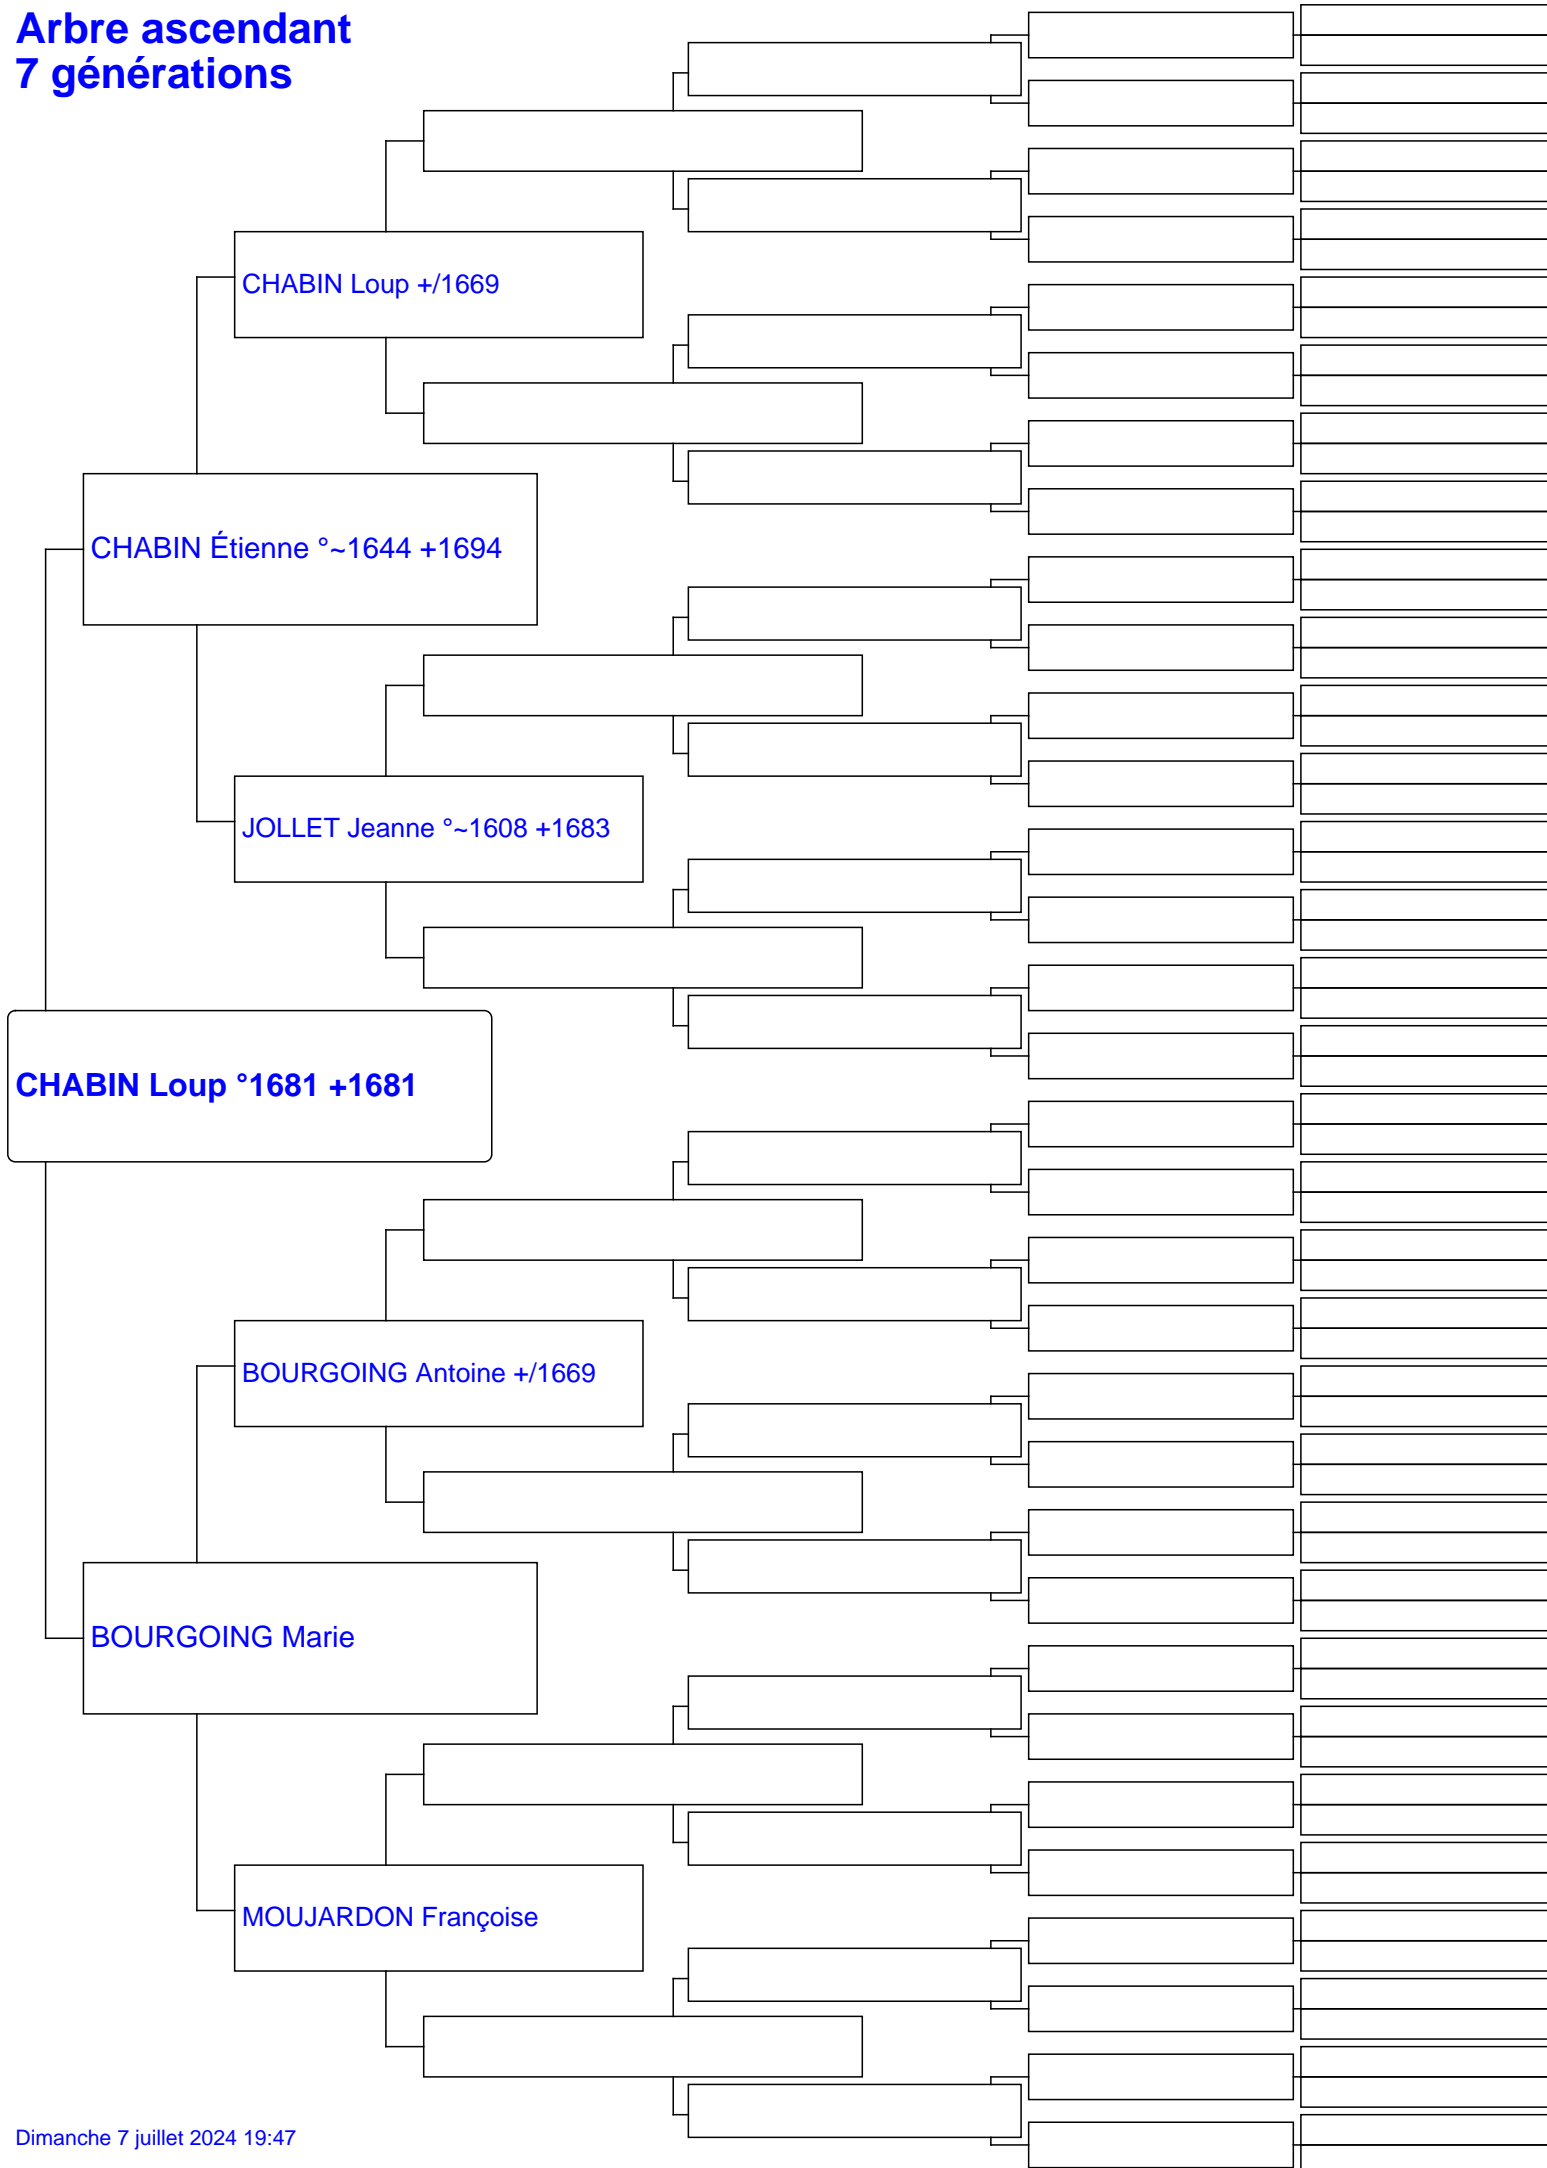 Arbre ascendant
7 générations
CHABIN Loup +/1669
CHABIN Étienne °~1644 +1694
JOLLET Jeanne °~1608 +1683
CHABIN Loup °1681 +1681
BOURGOING Antoine +/1669
BOURGOING Marie
MOUJARDON Françoise
Dimanche 7 juillet 2024 19:47